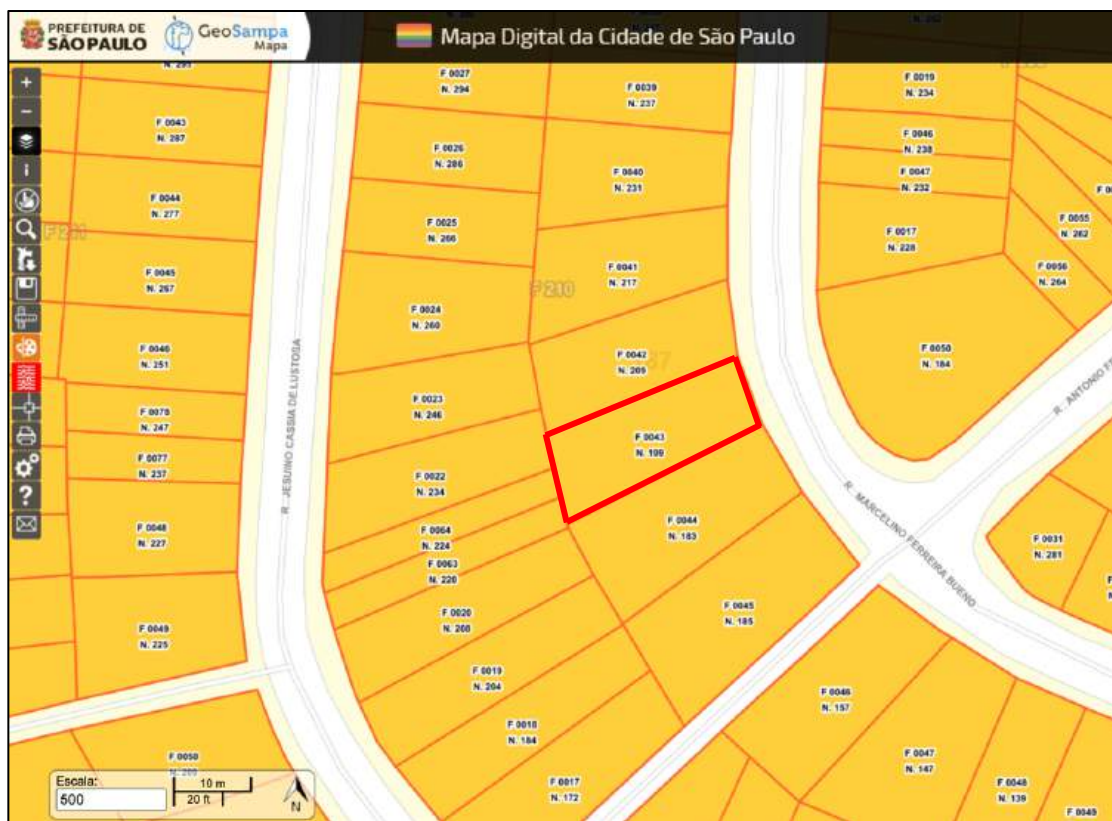 PREFEITURA DE
SÃO PAULO
GeoSampa
Mapa
Mapa Digital da Cidade de São Paulo
N. 291
F 0043
N. 287
F 0044
N. 277
F 211
F 0045
N. 267
F 0046
N. 251
F 0078
N. 247
F 0077
N. 237
F 0048
N. 227
F 0049
N. 225
F 0050
R. JESUINO CASSIA DE LUSTOSA
F 0027
N. 294
F 0026
N. 286
F 0025
N. 266
F 0024
N. 260
F 0023
N. 246
F 0022
N. 234
F 0064
N. 224
F 0063
N. 220
F 0020
N. 208
F 0019
N. 204
F 0018
N. 184
F 0017
N. 172
F 0039
N. 237
F 0040
N. 231
F 0041
N. 217
F 210
F 0042
N. 209
F 0043
N. 199
F 0044
N. 183
F 0045
N. 185
R. MARCELINO FERREIRA BUENO
F 0019
N. 234
F 0046
N. 238
F 0047
N. 232
F 0017
N. 228
F 0055
N. 262
F 0056
N. 264
F 0050
N. 184
R. ANTONIO
F 0031
N. 281
F 0046
N. 157
F 0047
N. 147
F 0048
N. 139
F 0049
Escala:
500
10 m
20 ft
N